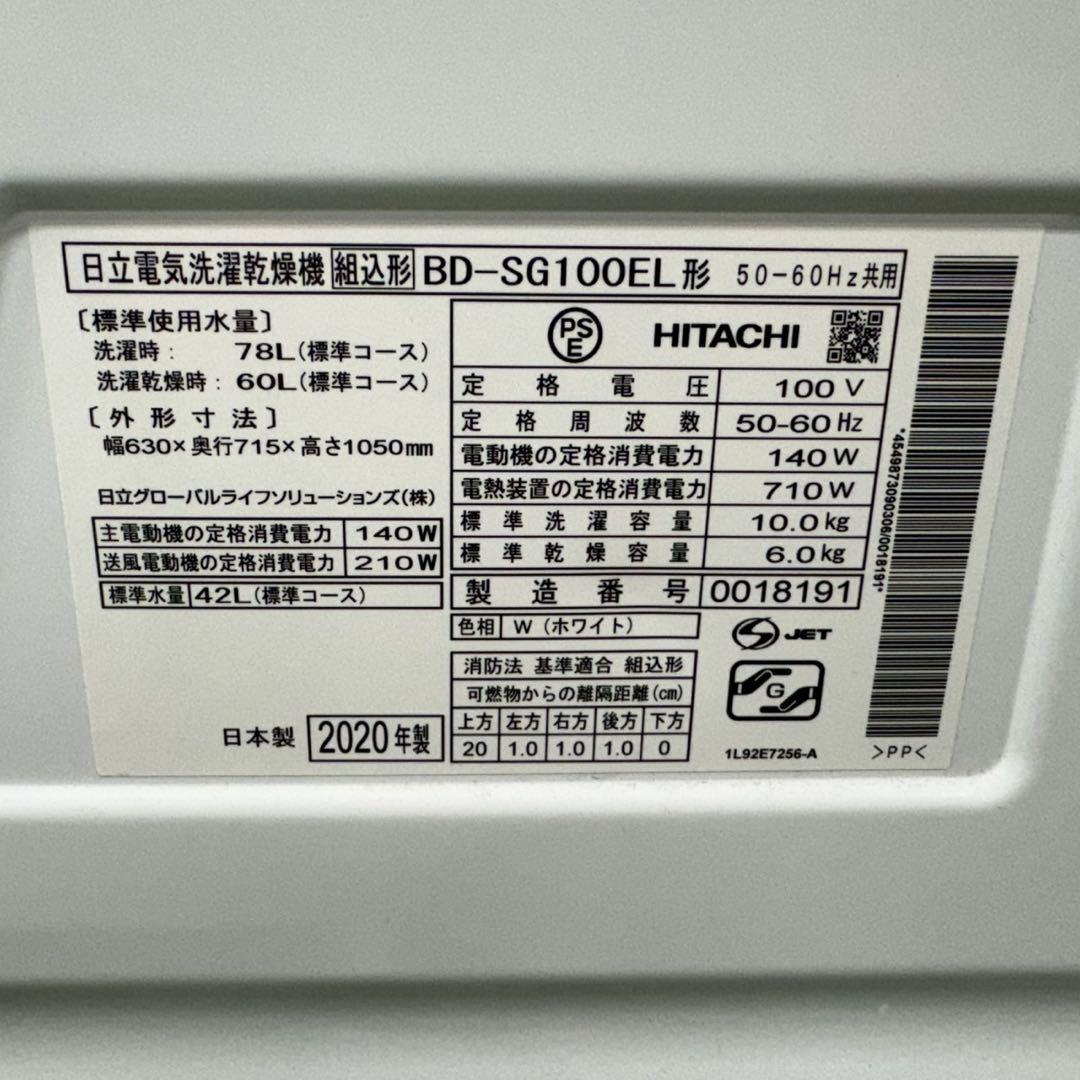 日立電気洗濯乾燥機 組込形 BD-SG100EL形 50-60Hz共用
〔標準使用水量〕
洗濯時: 78L(標準コース)
洗濯乾燥時: 60L(標準コース)
〔外形寸法〕
幅630×奥行715×高さ1050mm
日立グローバルライフソリューションズ(株)
主電動機の定格消費電力 140W
送風電動機の定格消費電力 210W
標準水量 42L(標準コース)
日本製 2020年製
PSE HITACHI
定格電圧 100V
定格周波数 50-60Hz
電動機の定格消費電力 140W
電熱装置の定格消費電力 710W
標準洗濯容量 10.0kg
標準乾燥容量 6.0kg
製造番号 0018191
色相 W(ホワイト)
S JET
消防法 基準適合 組込形
可燃物からの離隔距離(cm)
上方 左方 右方 後方 下方
20 1.0 1.0 1.0 0
G
1L92E7256-A
>PP<
*4549873090306/0018191*